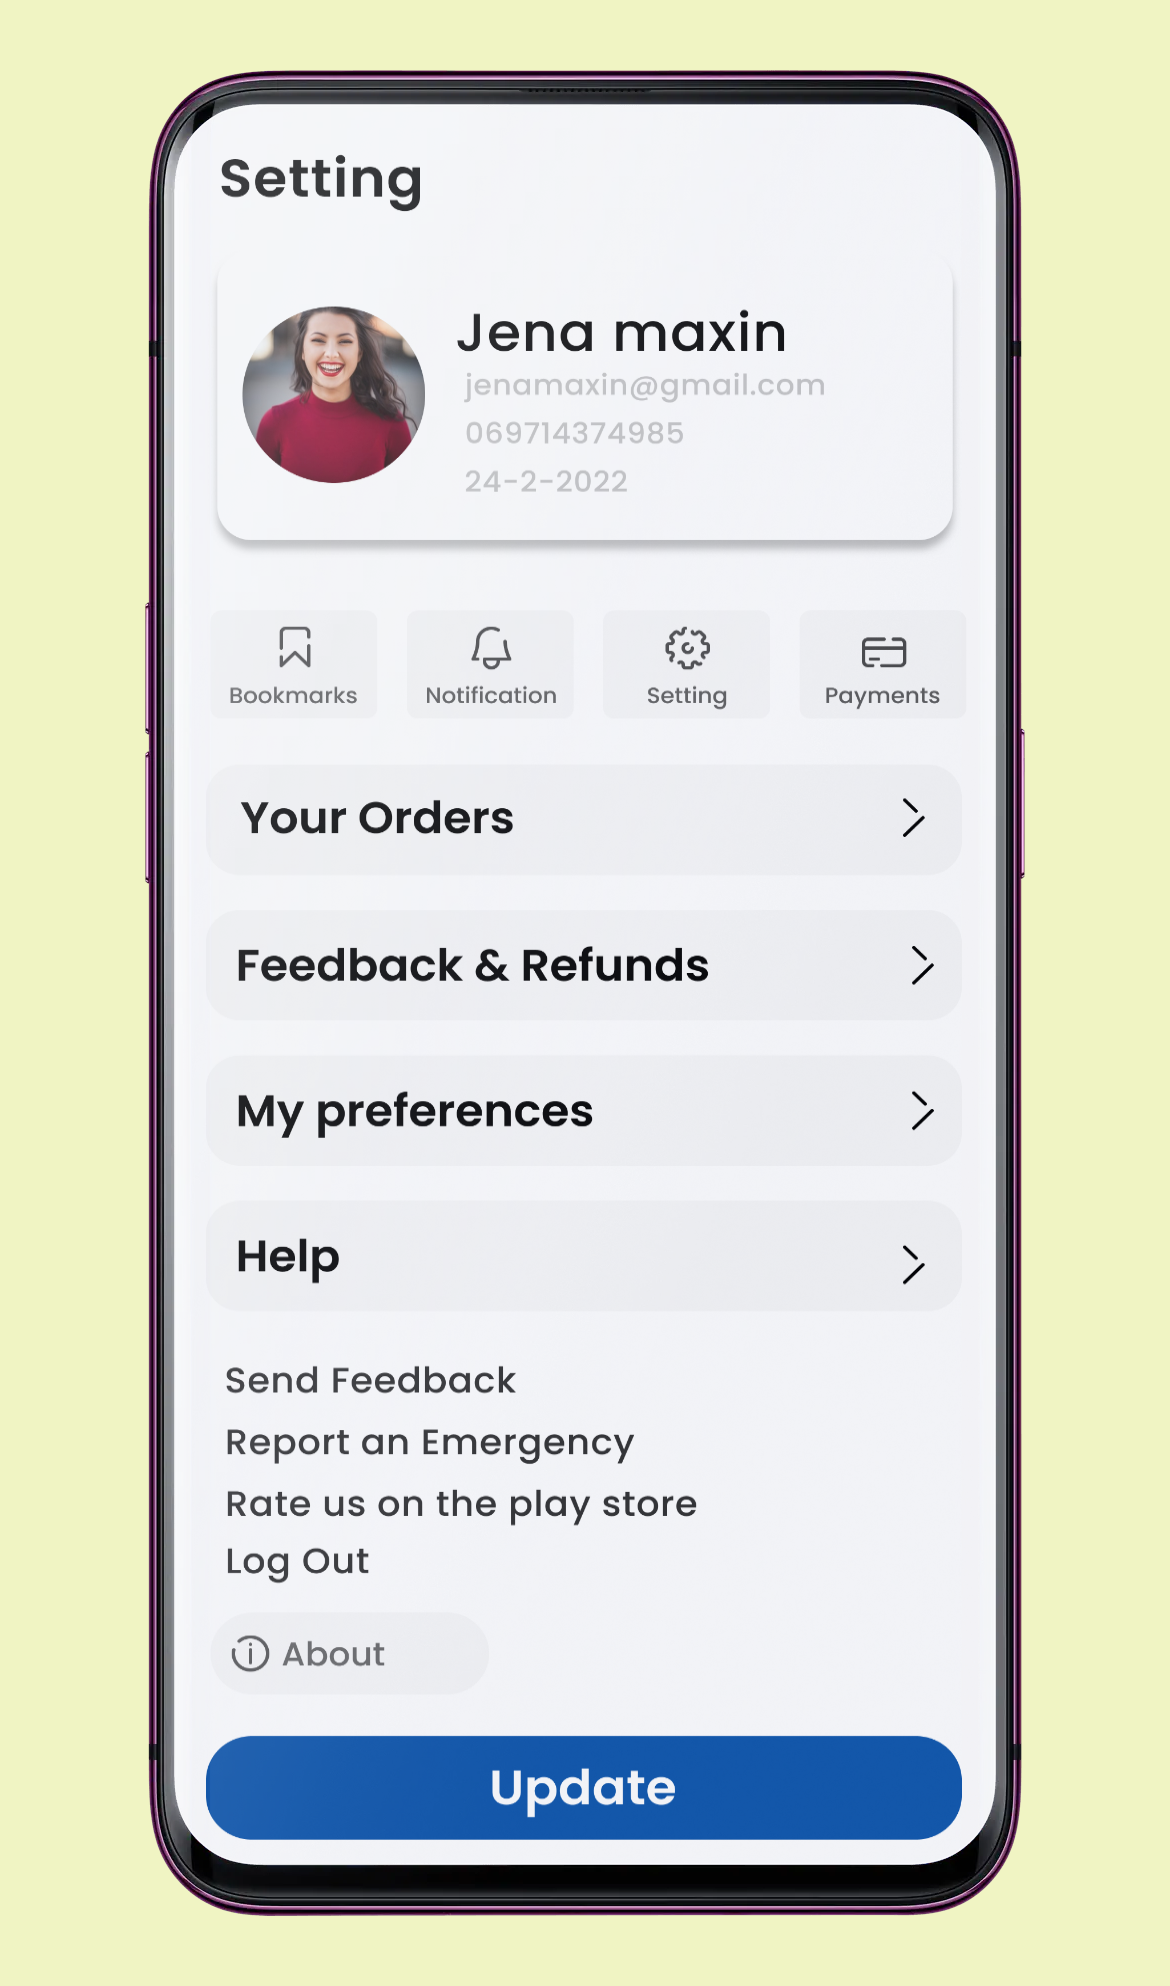 Setting
Jena maxin
jenamaxin@gmail.com
069714374985
24-2-2022
Bookmarks
Notification
Setting
Payments
Your Orders
Feedback & Refunds
My preferences
Help
Send Feedback
Report an Emergency
Rate us on the play store
Log Out
About
Update